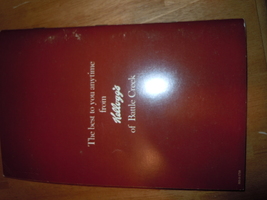 The best to you anytime
from
Kellogg's
of Battle Creek